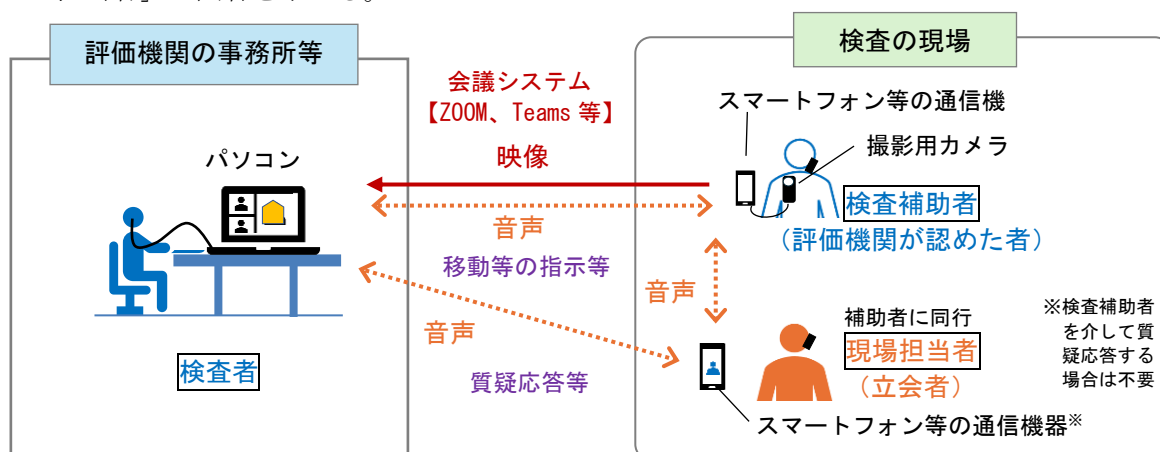 評価機関の事務所等
検査の現場
会議システム
【ZOOM、Teams 等】
映像
パソコン
音声
移動等の指示等
音声
質疑応答等
検査者
スマートフォン等の通信機
撮影用カメラ
検査補助者
（評価機関が認めた者）
音声
補助者に同行
現場担当者
（立会者）
スマートフォン等の通信機器※
※検査補助者
を介して質
疑応答する
場合は不要